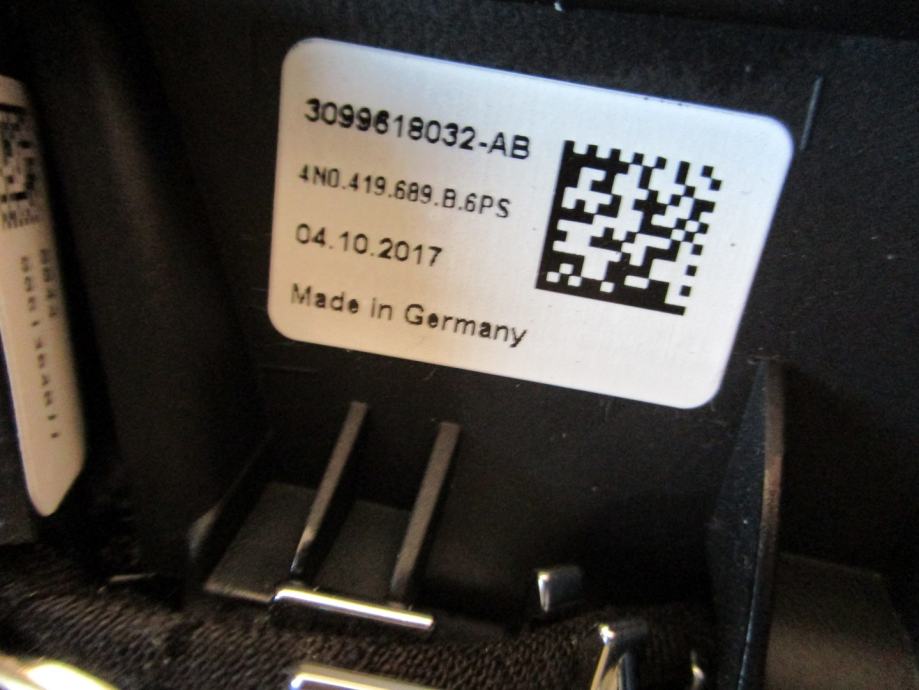 3099618032-AB
4N0.419.689.B.6PS
04.10.2017
Made in Germany